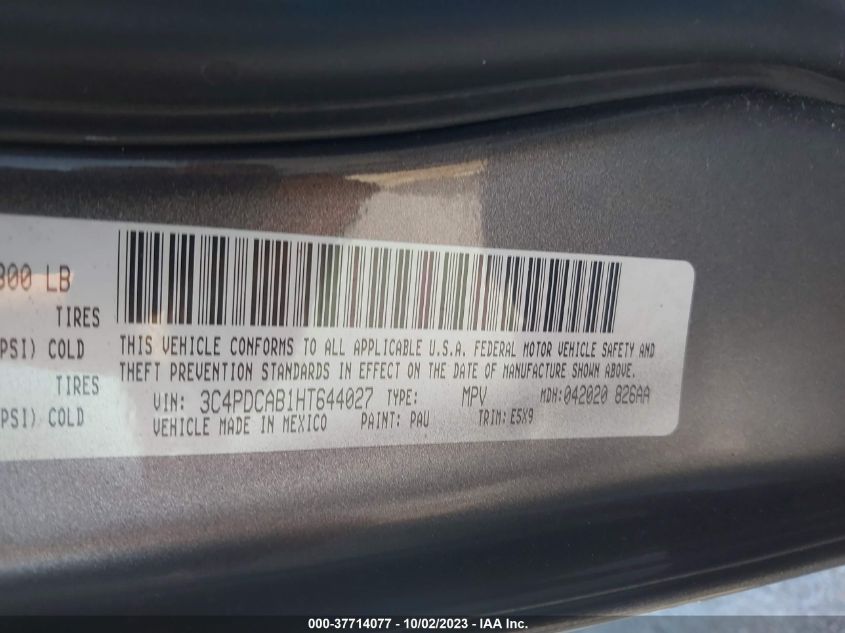 300 LB
TIRES
PSI) COLD
TIRES
PSI) COLD
THIS VEHICLE CONFORMS TO ALL APPLICABLE U.S.A. FEDERAL MOTOR VEHICLE SAFETY AND
THEFT PREVENTION STANDARDS IN EFFECT ON THE DATE OF MANUFACTURE SHOWN ABOVE.
VIN: 3C4PDCAB1HT644027 TYPE: MPV MDH:042020 826AA
VEHICLE MADE IN MEXICO PAINT: PAU TRIM: E5X9
000-37714077 - 10/02/2023 - IAA Inc.